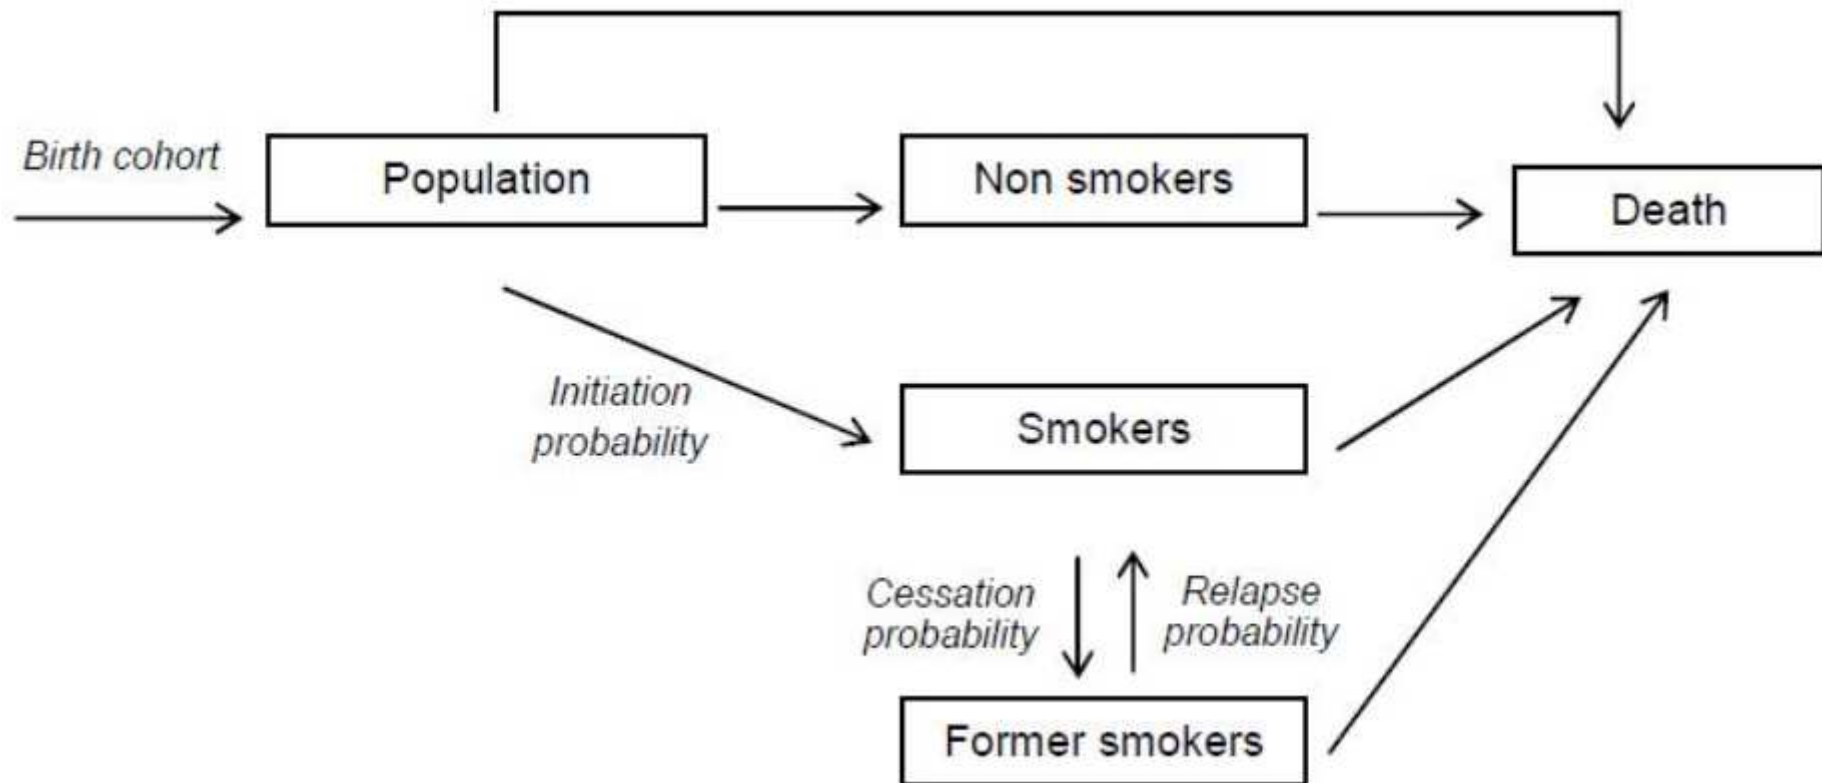 Birth cohort
Population
Non smokers
Death
Initiation
probability
Smokers
Cessation
probability
Relapse
probability
Former smokers